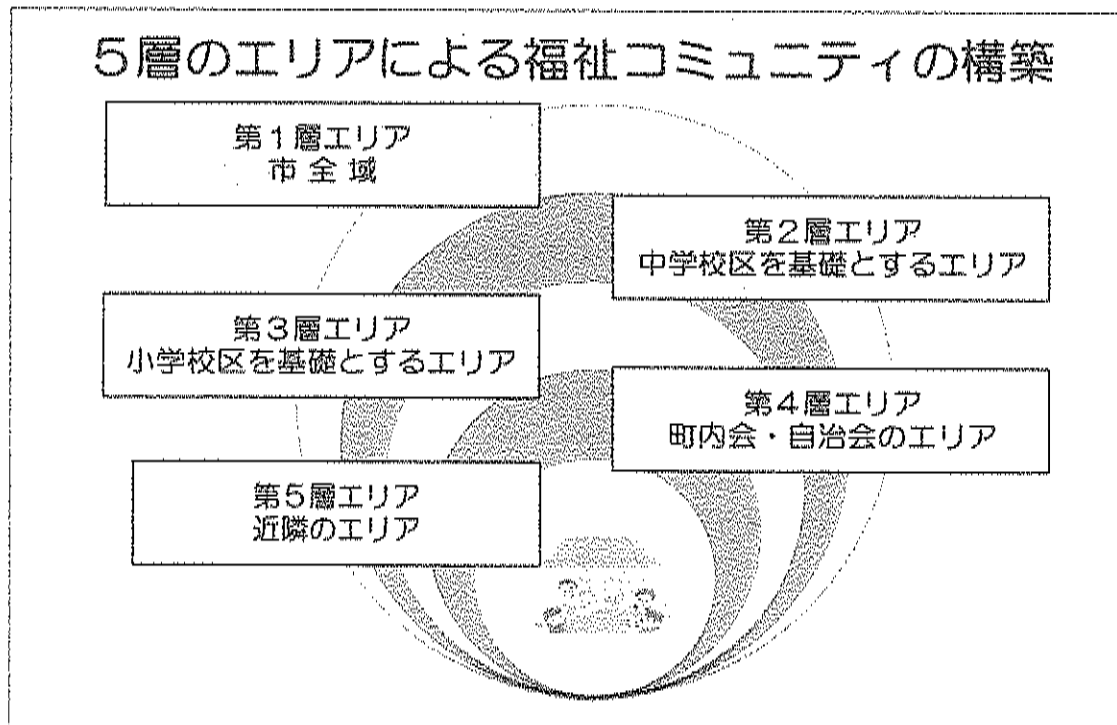 5層のエリアによる福祉コミュニティの構築
第1層エリア
市全域
第2層エリア
中学校区を基礎とするエリア
第3層エリア
小学校区を基礎とするエリア
第4層エリア
町内会・自治会のエリア
第5層エリア
近隣のエリア